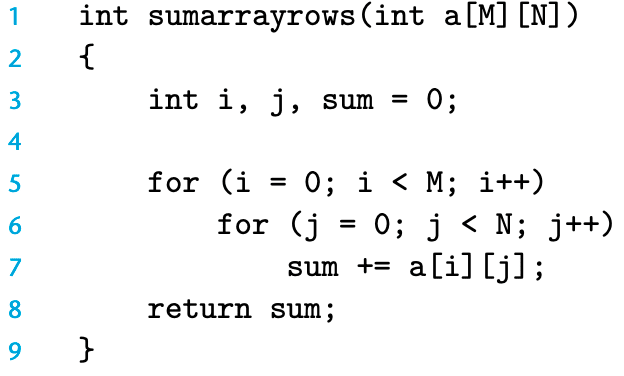 1 int sumarrayrows(int a[M][N])
2 {
3     int i, j, sum = 0;
4
5     for (i = 0; i < M; i++)
6         for (j = 0; j < N; j++)
7             sum += a[i][j];
8     return sum;
9 }